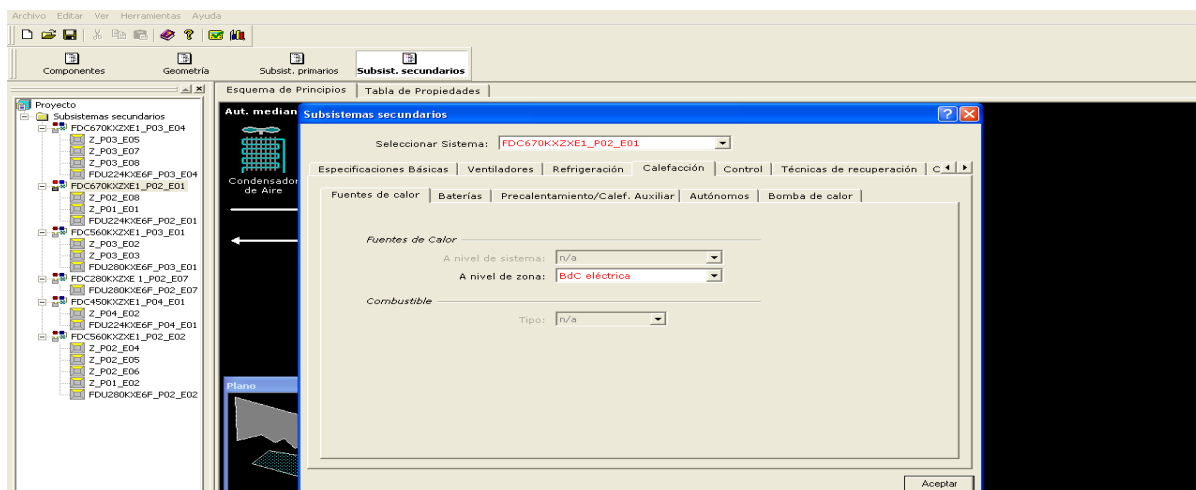 Archivo Editar Ver Herramientas Ayuda
Componentes Geometría Subsist. primarios Subsist. secundarios
Esquema de Principios Tabla de Propiedades
Proyecto
Subsistemas secundarios
FDC670KXZXE1_P03_E04
Z_P03_E05
Z_P03_E07
Z_P03_E08
FDU224KXE6F_P03_E04
FDC670KXZXE1_P02_E01
Z_P02_E08
Z_P01_E01
FDU224KXE6F_P02_E01
FDC560KXZXE1_P03_E01
Z_P03_E02
Z_P03_E03
FDU280KXE6F_P03_E01
FDC280KXZXE 1_P02_E07
FDU280KXE6F_P02_E07
FDC450KXZXE1_P04_E01
Z_P04_E02
FDU224KXE6F_P04_E01
FDC560KXZXE1_P02_E02
Z_P02_E04
Z_P02_E05
Z_P02_E06
Z_P01_E02
FDU280KXE6F_P02_E02
Aut. median
Condensador
de Aire
Plano
Subsistemas secundarios
Seleccionar Sistema: FDC670KXZXE1_P02_E01
Especificaciones Básicas Ventiladores Refrigeración Calefacción Control Técnicas de recuperación C
Fuentes de calor Baterías Precalentamiento/Calef. Auxiliar Autónomos Bomba de calor
Fuentes de Calor
A nivel de sistema: n/a
A nivel de zona: BdC eléctrica
Combustible
Tipo: n/a
Aceptar